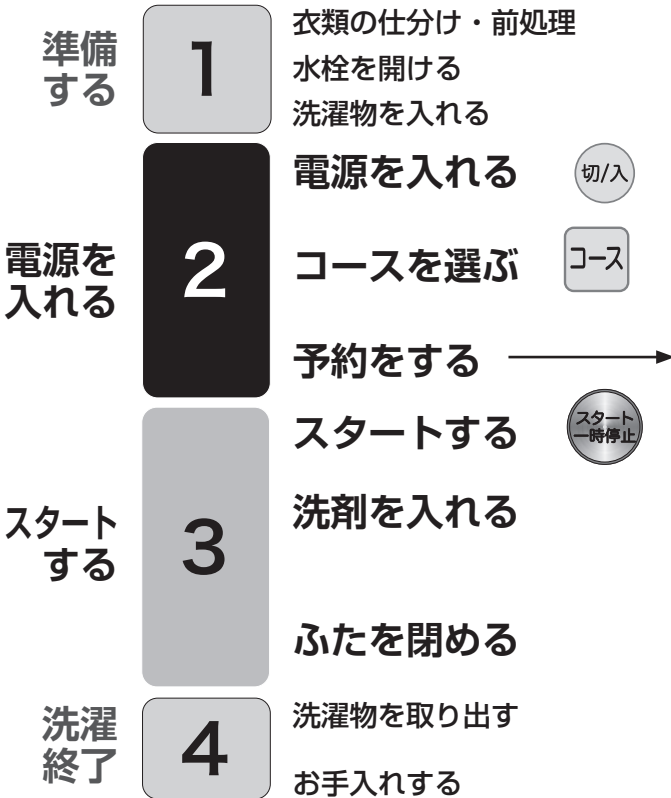 準備
する
1
衣類の仕分け・前処理
水栓を開ける
洗濯物を入れる
電源を
入れる
2
電源を入れる
切/入
コースを選ぶ
コース
予約をする
スタート
する
3
スタートする
スタート
一時停止
洗剤を入れる
ふたを閉める
洗濯
終了
4
洗濯物を取り出す
お手入れする